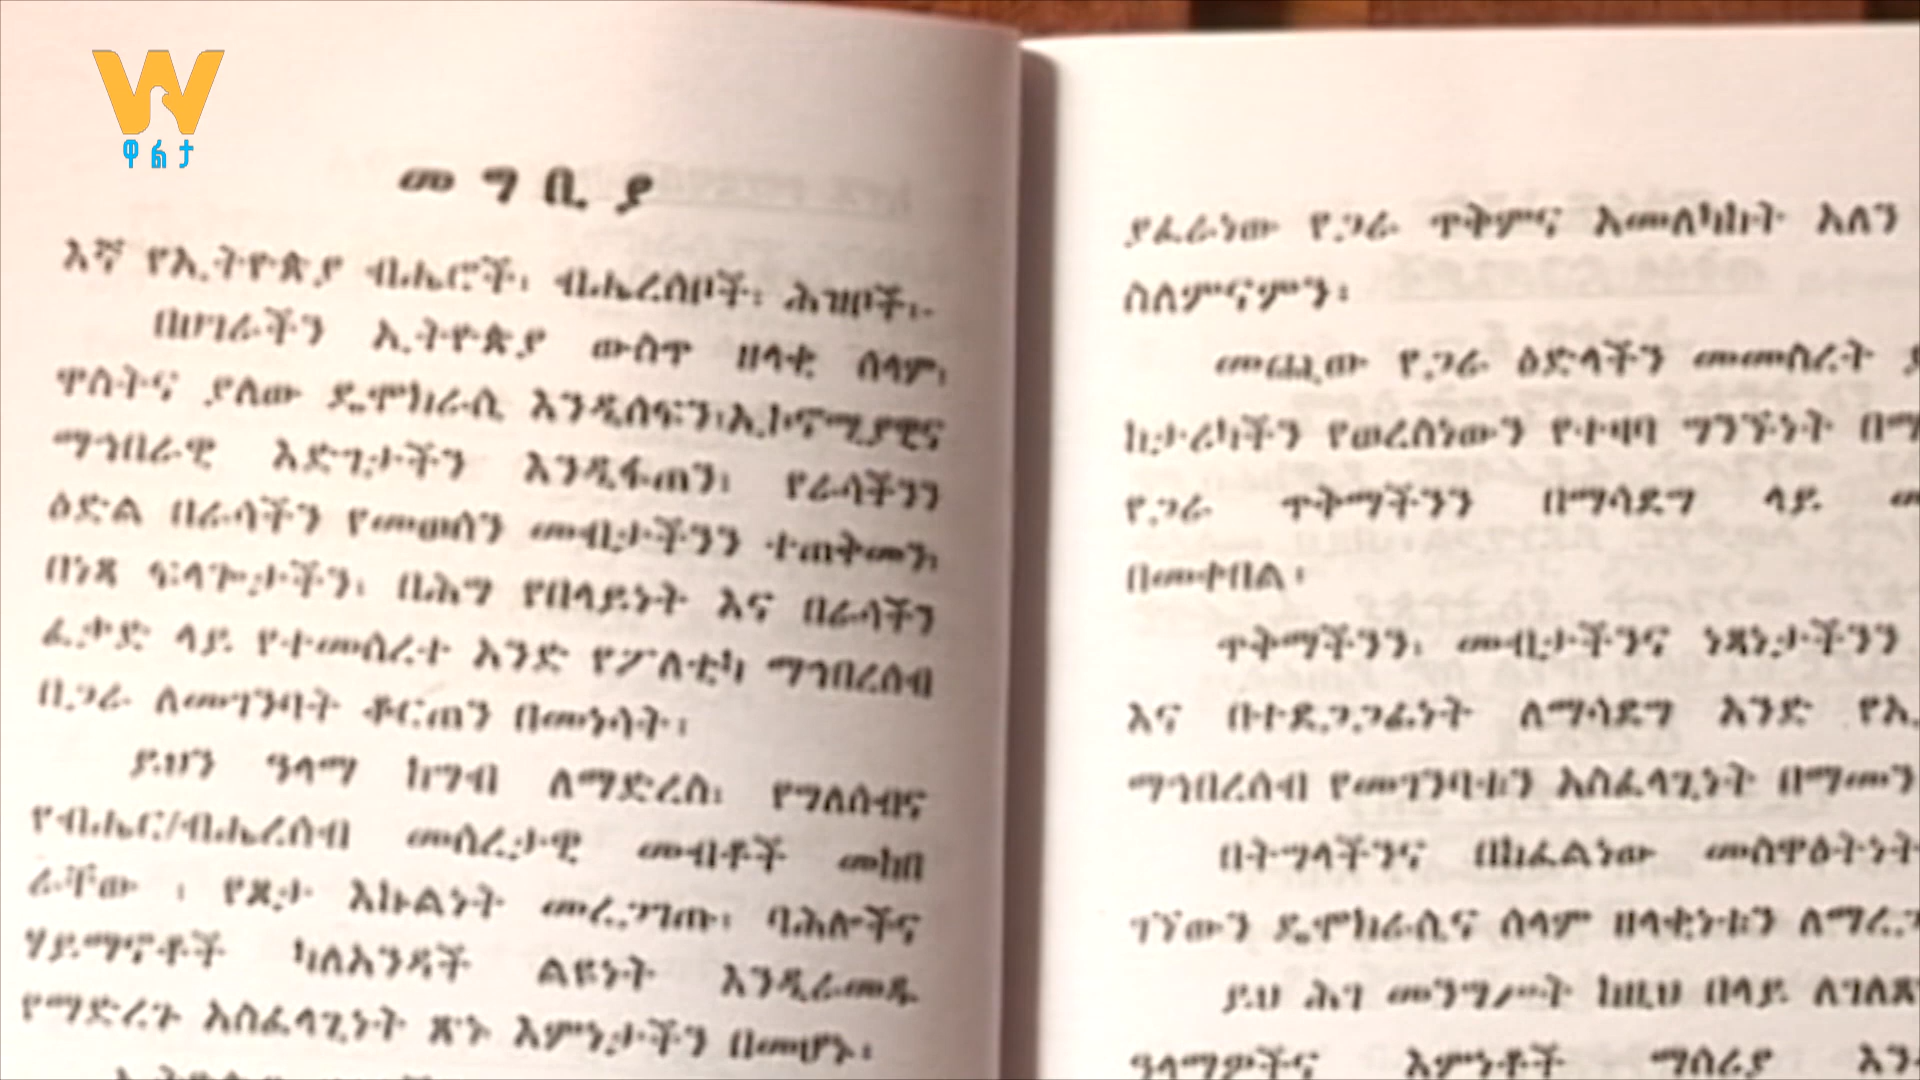 ዋልታ
መግቢያ
እኛ የኢትዮጵያ ብሔሮች፣ ብሔረሰቦች፣ ሕዝቦች፡-
በሀገራችን ኢትዮጵያ ውስጥ ዘላቂ ሰላም፣
ዋስትና ያለው ዴሞክራሲ እንዲሰፍን፣ኢኮኖሚያዊና
ማኅበራዊ እድገታችን እንዲፋጠን፣ የራሳችንን
ዕድል በራሳችን የመወሰን መብታችንን ተጠቅመን፣
በነጻ ፍላጎታችን፣ በሕግ የበላይነት እና በራሳችን
ፈቃድ ላይ የተመሰረተ አንድ የፖለቲካ ማኅበረሰብ
በጋራ ለመገንባት ቆርጠን በመነሳት፣
ይህን ዓላማ ከግብ ለማድረስ፣ የግለሰብና
የብሔር/ብሔረሰብ መሰረታዊ መብቶች መከበ
ራቸው ፣ የጾታ እኩልነት መረጋገጡ፣ ባሕሎችና
ሃይማኖቶች ካለአንዳች ልዩነት እንዲራመዱ
የማድረጉ አስፈላጊነት ጽኑ እምነታችን በመሆኑ፣
ያፈራነው የጋራ ጥቅምና አመለካከት አለን
ስለምናምን፣
መጪው የጋራ ዕድላችን መመስረት
ከታሪካችን የወረስነውን የተዛባ ግንኙነት
የጋራ ጥቅማችንን በማሳደግ ላይ
በመቀበል፣
ጥቅማችንን፣ መብታችንና ነጻነታችንን
እና በተደጋጋፊነት ለማሳደግ አንድ
ማኅበረሰብ የመገንባቱን አስፈላጊነት በማመን
በትግላችንና በከፈልነው መስዋዕትነት
ገኘውን ዴሞክራሲና ሰላም ዘላቂነቱን
ይህ ሕገ መንግሥት ከዚህ በላይ
ዓላማዎችና እምነቶች ማሰሪያ